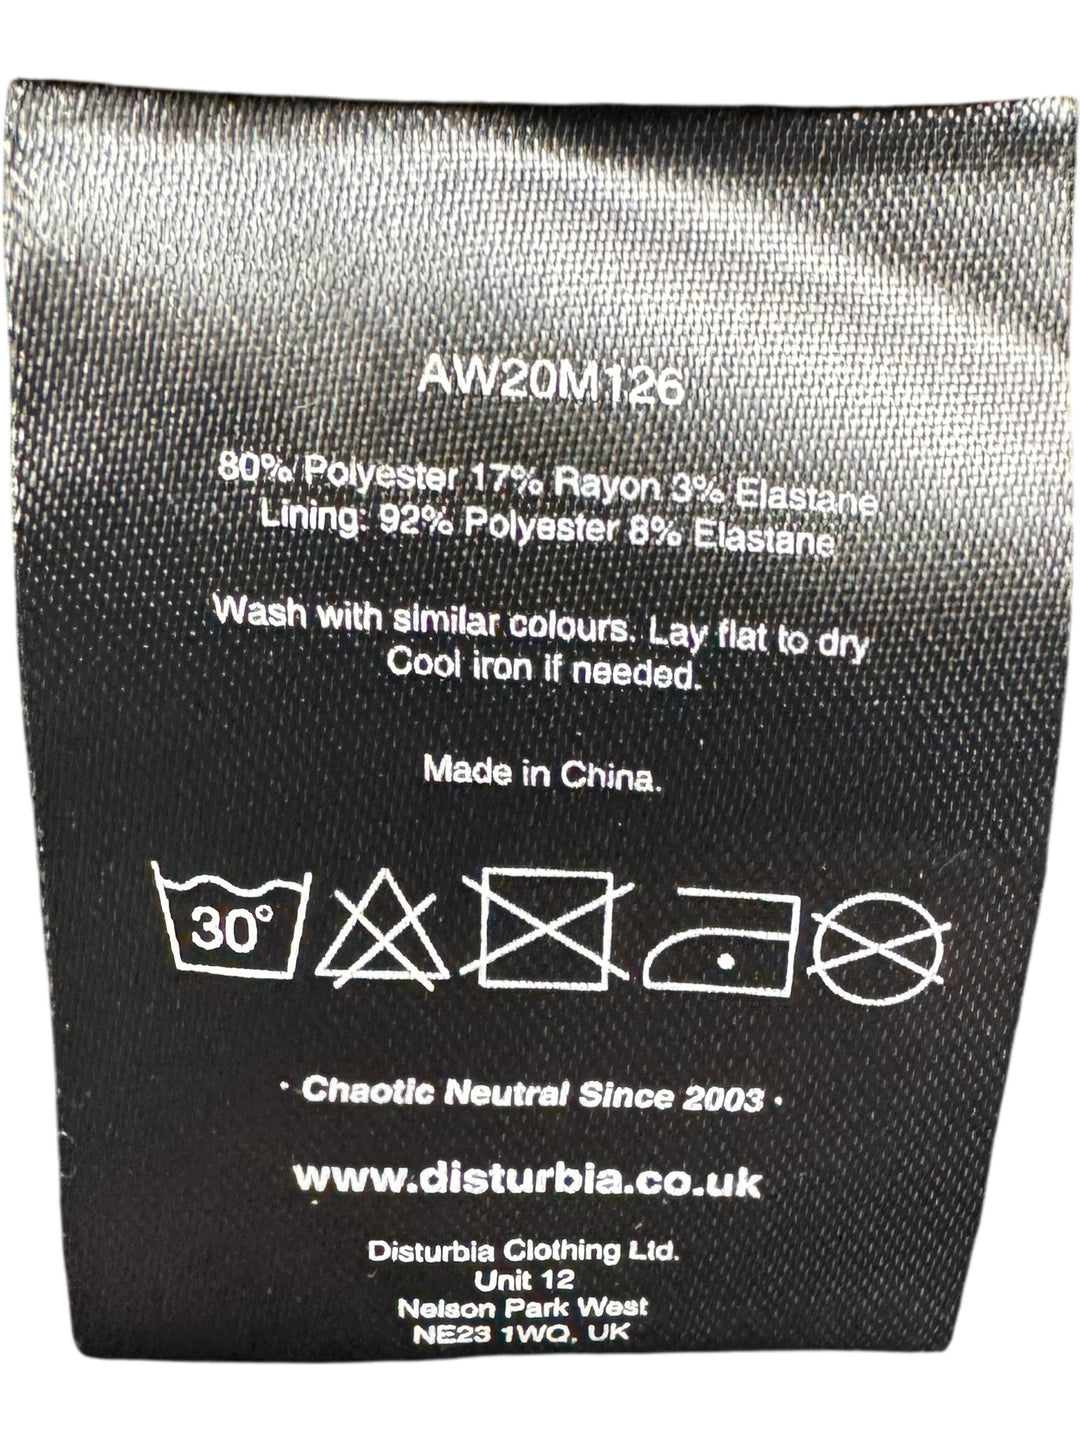 AW20M126
80% Polyester 17% Rayon 3% Elastane
Lining: 92% Polyester 8% Elastane
Wash with similar colours. Lay flat to dry
Cool iron if needed.
Made in China.
30°
· Chaotic Neutral Since 2003 ·
www.disturbia.co.uk
Disturbia Clothing Ltd.
Unit 12
Nelson Park West
NE23 1WQ, UK